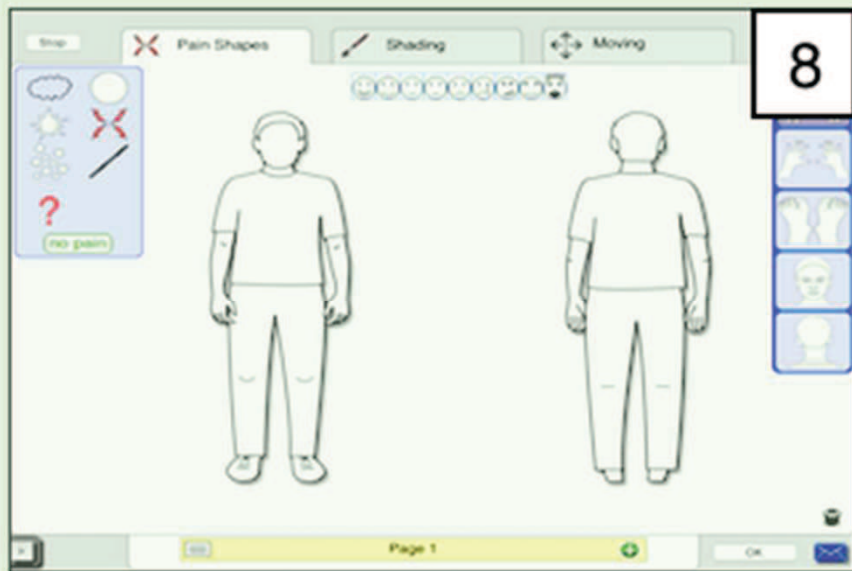 Stop
Pain Shapes
Shading
Moving
8
?
no pain
Page 1
OK